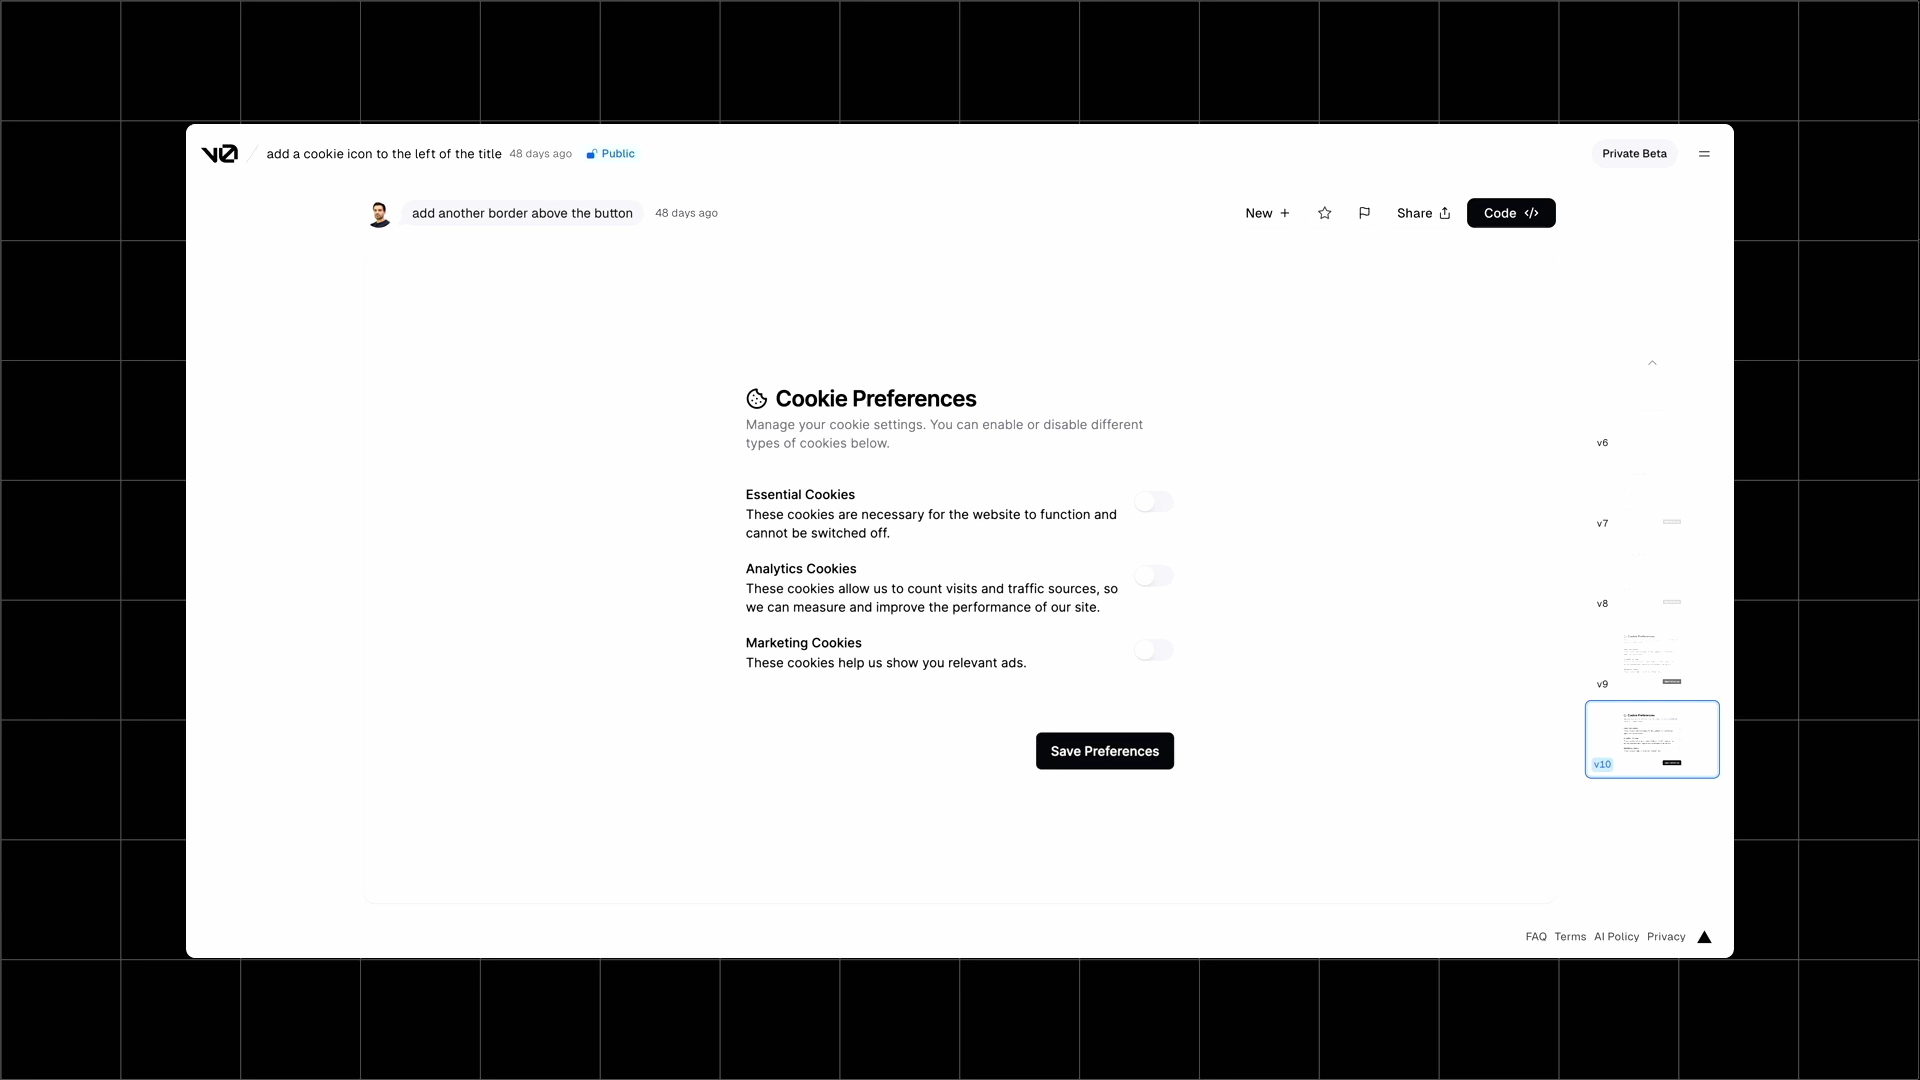 v0
add a cookie icon to the left of the title 48 days ago Public
Private Beta
add another border above the button 48 days ago
New +
Share
Code </>
Cookie Preferences
Manage your cookie settings. You can enable or disable different
types of cookies below.
Essential Cookies
These cookies are necessary for the website to function and
cannot be switched off.
Analytics Cookies
These cookies allow us to count visits and traffic sources, so
we can measure and improve the performance of our site.
Marketing Cookies
These cookies help us show you relevant ads.
Save Preferences
v6
v7
v8
v9
v10
FAQ Terms AI Policy Privacy